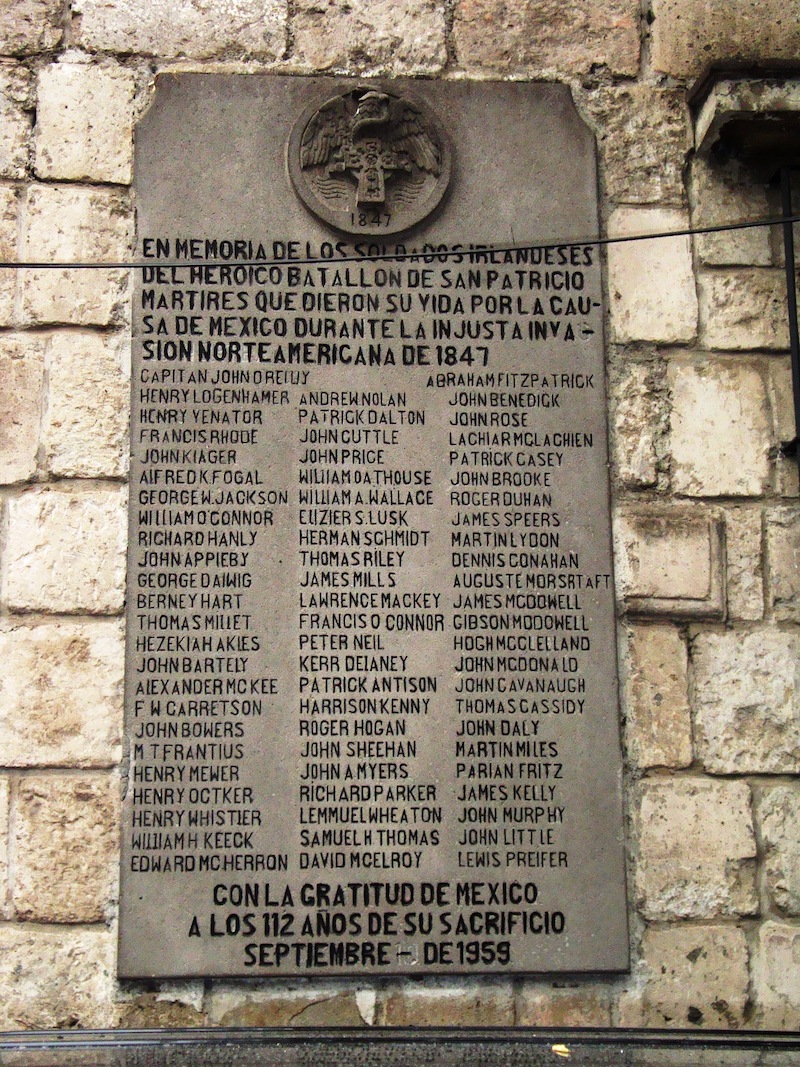 1847
EN MEMORIA DE LOS SOLDADOS IRLANDESES
DEL HEROICO BATALLON DE SAN PATRICIO
MARTIRES QUE DIERON SU VIDA POR LA CAU-
SA DE MEXICO DURANTE LA INJUSTA INVA-
SION NORTEAMERICANA DE 1847
CAPITAN JOHN O REILLY ABRAHAM FITZPATRICK
HENRY LOGENHAMER ANDREW NOLAN JOHN BENEDICK
HENRY VENATOR PATRICK DALTON JOHN ROSE
FRANCIS RHODE JOHN CUTTLE LACHIAR MCLACHIEN
JOHN KLAGER JOHN PRICE PATRICK CASEY
ALFRED K. FOGAL WILLIAM OATHOUSE JOHN BROOKE
GEORGE W. JACKSON WILLIAM A. WALLACE ROGER DUHAN
WILLIAM O'CONNOR ELIZIER S. LUSK JAMES SPEERS
RICHARD HANLY HERMAN SCHMIDT MARTIN LYDON
JOHN APPLEBY THOMAS RILEY DENNIS CONAHAN
GEORGE DALWIG JAMES MILLS AUGUSTE MORSRTAFT
BERNEY HART LAWRENCE MACKEY JAMES MCDOWELL
THOMAS MILLET FRANCIS O CONNOR GIBSON MDDOWELL
HEZEKIAH AKLES PETER NEIL HOGH MCCLELLAND
JOHN BARTELY KERR DELANEY JOHN MCDONALD
ALEXANDER MCKEE PATRICK ANTISON JOHN CAVANAUGH
F W GARRETSON HARRISON KENNY THOMAS CASSIDY
JOHN BOWERS ROGER HOGAN JOHN DALY
M T FRANTIUS JOHN SHEEHAN MARTIN MILES
HENRY MEWER JOHN A MYERS PARIAN FRITZ
HENRY OCTKER RICHARD PARKER JAMES KELLY
HENRY WHISTLER LEMMUEL WHEATON JOHN MURPHY
WILLIAM H KEECK SAMUEL H THOMAS JOHN LITTLE
EDWARD MCHERRON DAVID MCELROY LEWIS PREIFER
CON LA GRATITUD DE MEXICO
A LOS 112 AÑOS DE SU SACRIFICIO
SEPTIEMBRE - DE 1959